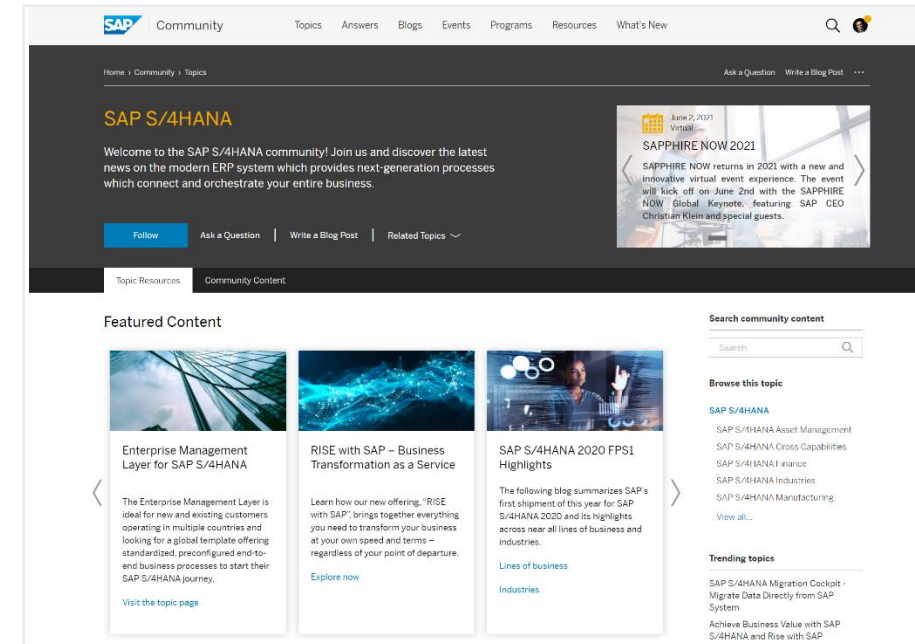 SAP Community
Topics Answers Blogs Events Programs Resources What's New
Home › Community › Topics
Ask a Question Write a Blog Post ···
SAP S/4HANA
Welcome to the SAP S/4HANA community! Join us and discover the latest
news on the modern ERP system which provides next-generation processes
which connect and orchestrate your entire business.
Follow Ask a Question Write a Blog Post Related Topics
June 2, 2021
Virtual
SAPPHIRE NOW 2021
SAPPHIRE NOW returns in 2021 with a new and
innovative virtual event experience. The event
will kick off on June 2nd with the SAPPHIRE
NOW Global Keynote, featuring SAP CEO
Christian Klein and special guests.
Topic Resources Community Content
Featured Content
Enterprise Management
Layer for SAP S/4HANA
The Enterprise Management Layer is
ideal for new and existing customers
operating in multiple countries and
looking for a global template offering
standardized, preconfigured end-to-
end business processes to start their
SAP S/4HANA journey.
Visit the topic page
RISE with SAP – Business
Transformation as a Service
Learn how our new offering, "RISE
with SAP", brings together everything
you need to transform your business
at your own speed and terms –
regardless of your point of departure.
Explore now
SAP S/4HANA 2020 FPS1
Highlights
The following blog summarizes SAP's
first shipment of this year for SAP
S/4HANA 2020 and its highlights
across near all lines of business and
industries.
Lines of business
Industries
Search community content
Search
Browse this topic
SAP S/4HANA
SAP S/4HANA Asset Management
SAP S/4HANA Cross Capabilities
SAP S/4HANA Finance
SAP S/4HANA Industries
SAP S/4HANA Manufacturing
View all...
Trending topics
SAP S/4HANA Migration Cockpit -
Migrate Data Directly from SAP
System
Achieve Business Value with SAP
S/4HANA and Rise with SAP